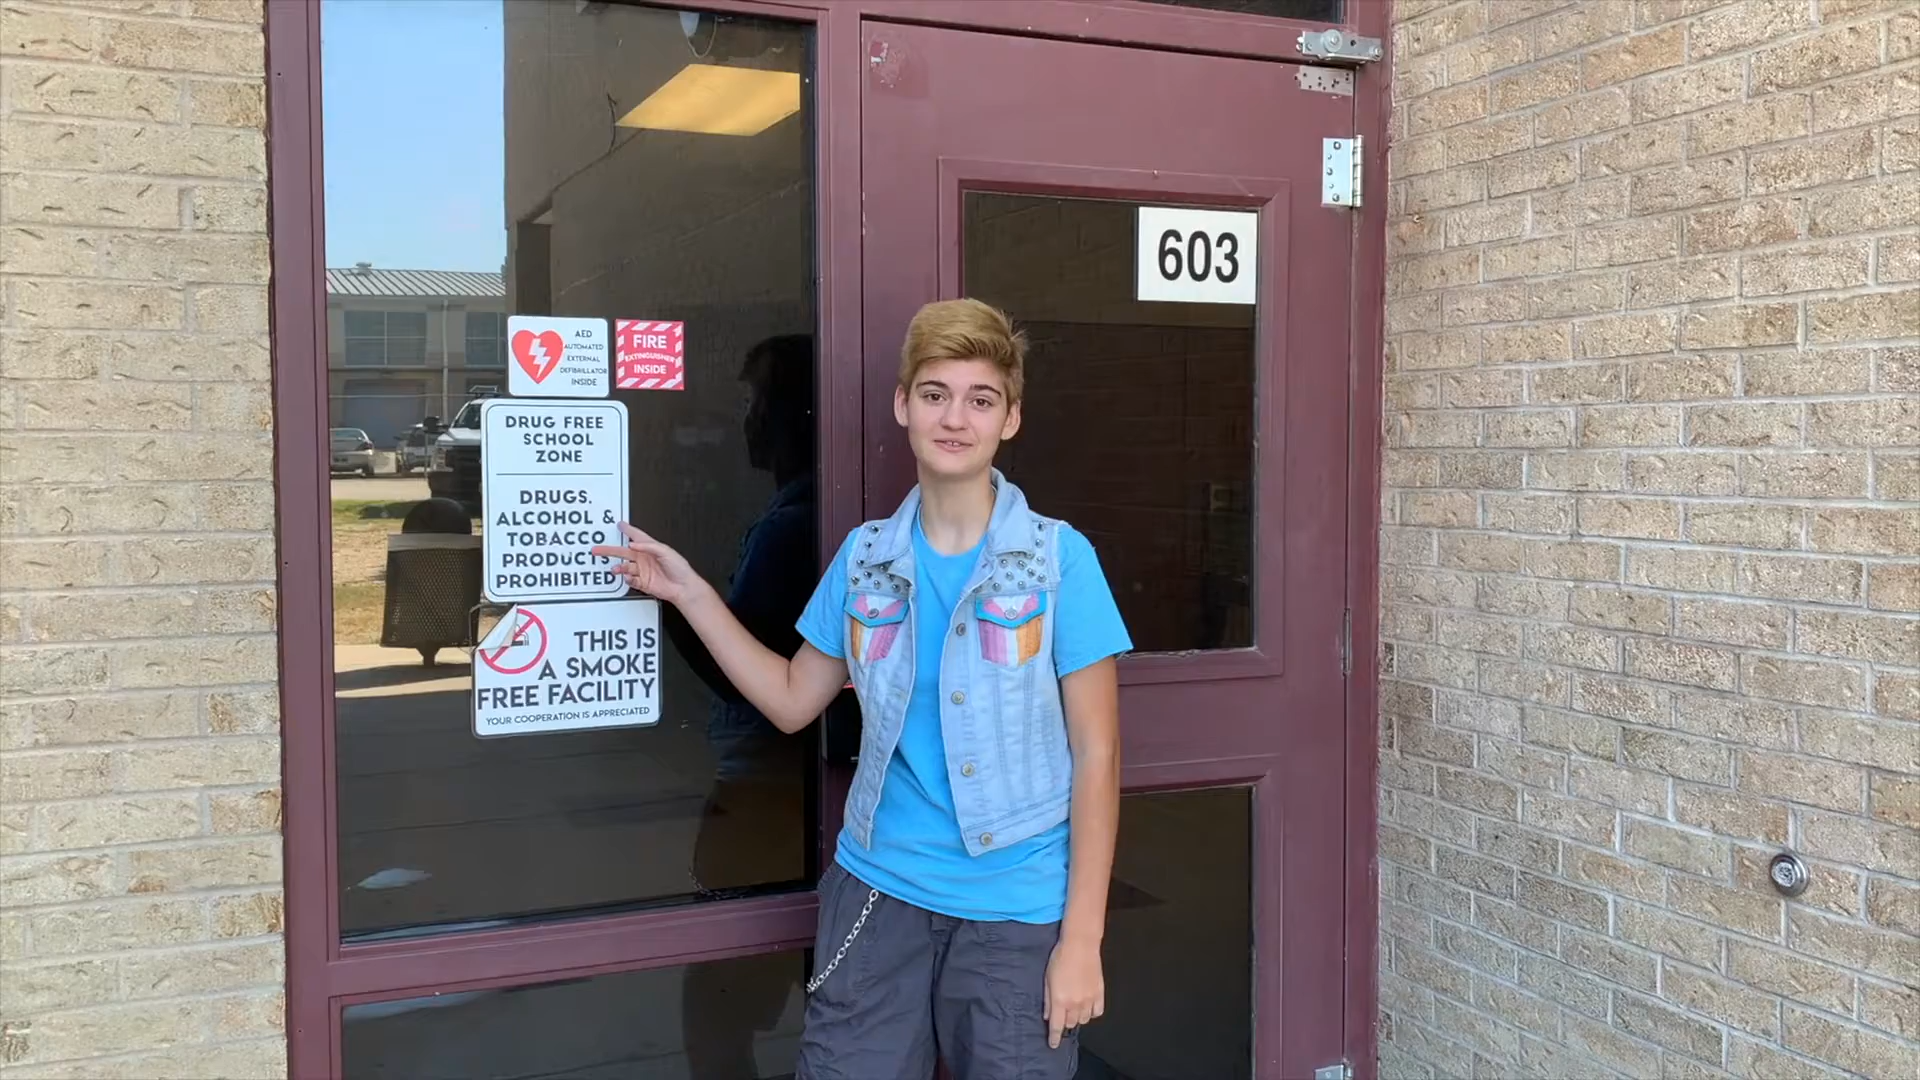 603
AED
AUTOMATED
EXTERNAL
DEFIBRILLATOR
INSIDE
FIRE
EXTINGUISHER
INSIDE
DRUG FREE
SCHOOL
ZONE
DRUGS,
ALCOHOL &
TOBACCO
PRODUCTS
PROHIBITED
THIS IS
A SMOKE
FREE FACILITY
YOUR COOPERATION IS APPRECIATED